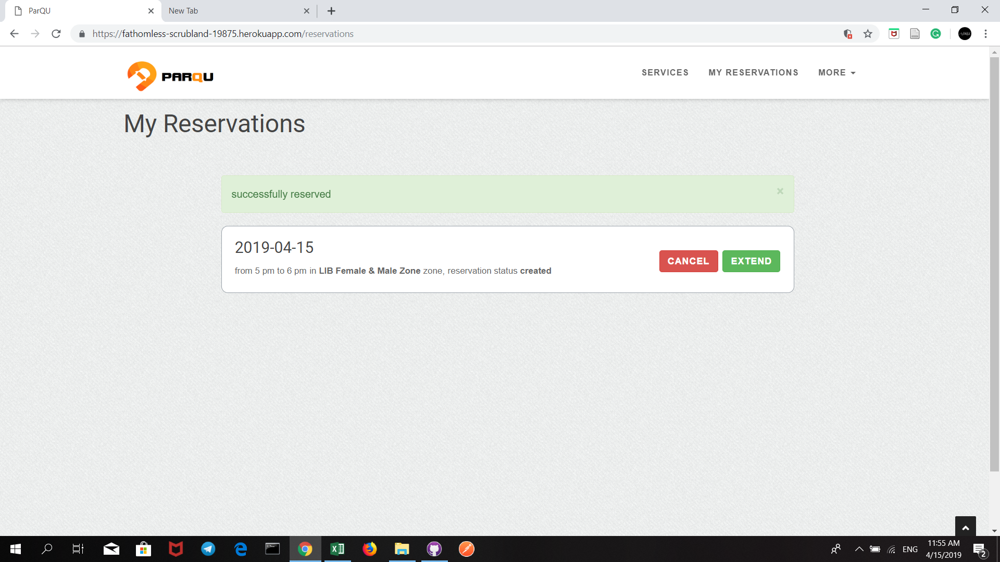 ParQU
New Tab
https://fathomless-scrubland-19875.herokuapp.com/reservations
PARQU
SERVICES
MY RESERVATIONS
MORE
My Reservations
successfully reserved
×
2019-04-15
from 5 pm to 6 pm in LIB Female & Male Zone zone, reservation status created
CANCEL
EXTEND
ENG
11:55 AM
4/15/2019
2